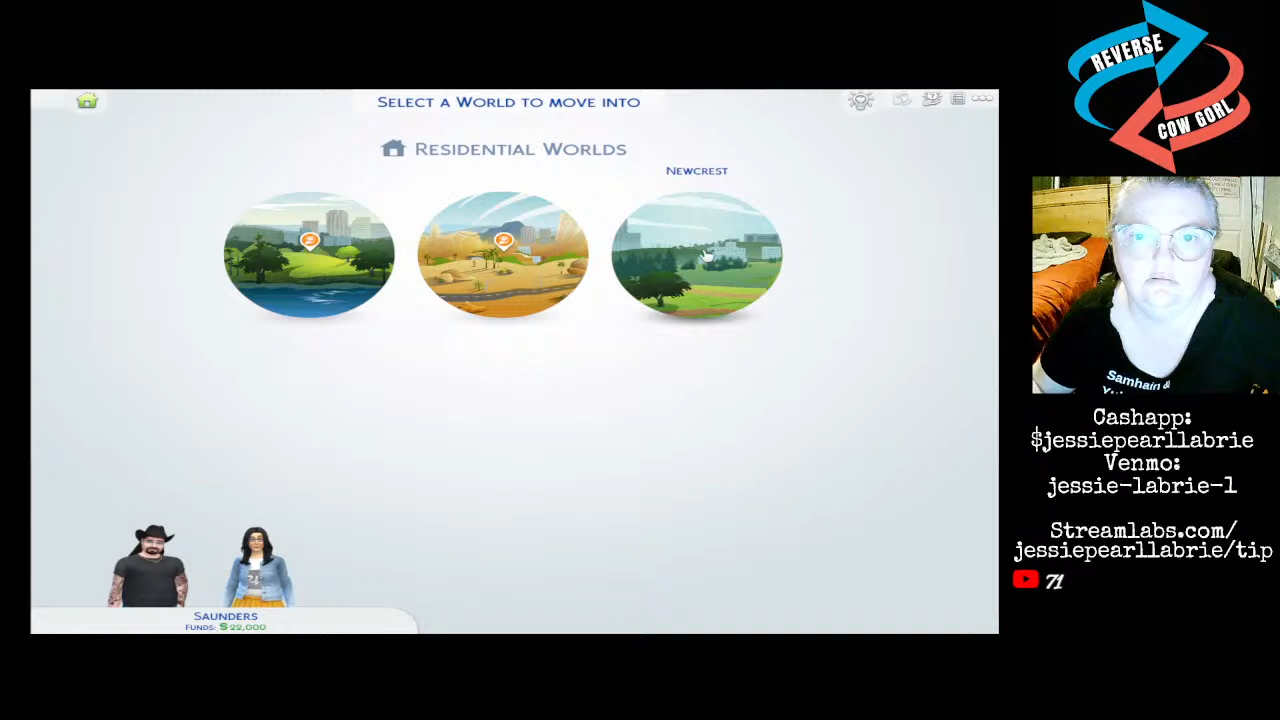 SELECT A WORLD TO MOVE INTO
RESIDENTIAL WORLDS
NEWCREST
SAUNDERS
FUNDS: §22,000
REVERSE
COW GORL
Samhain &
Cashapp:
$jessiepearllabrie
Venmo:
jessie-labrie-1
Streamlabs.com/
jessiepearllabrie/tip
71